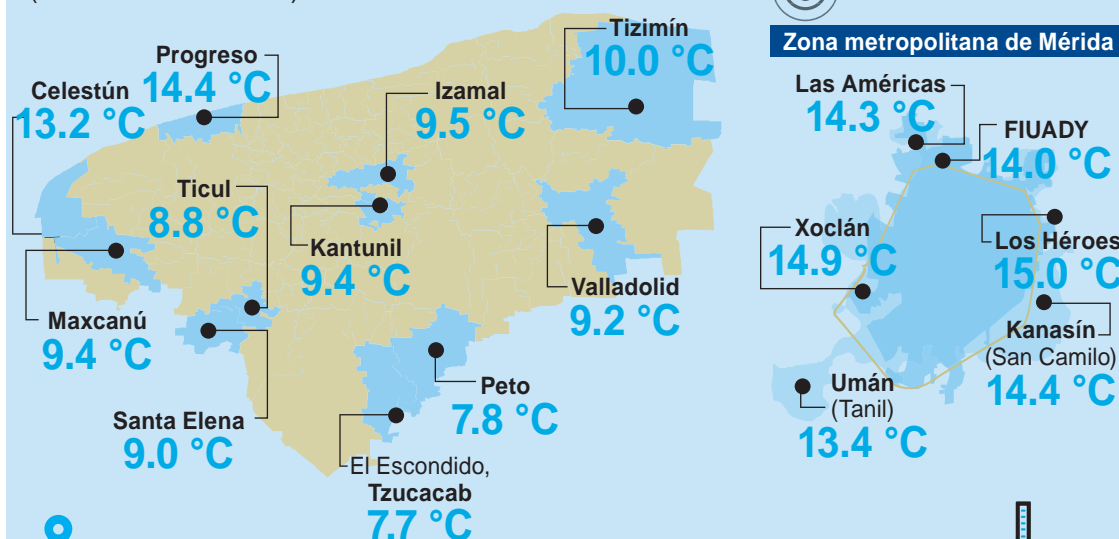 Progreso
14.4 °C
Celestún
13.2 °C
Tizimín
10.0 °C
Izamal
9.5 °C
Ticul
8.8 °C
Kantunil
9.4 °C
Maxcanú
9.4 °C
Valladolid
9.2 °C
Santa Elena
9.0 °C
Peto
7.8 °C
El Escondido,
Tzucacab
7.7 °C
Zona metropolitana de Mérida
Las Américas
14.3 °C
FIUADY
14.0 °C
Xoclán
14.9 °C
Los Héroes
15.0 °C
Kanasín
(San Camilo)
14.4 °C
Umán
(Tanil)
13.4 °C